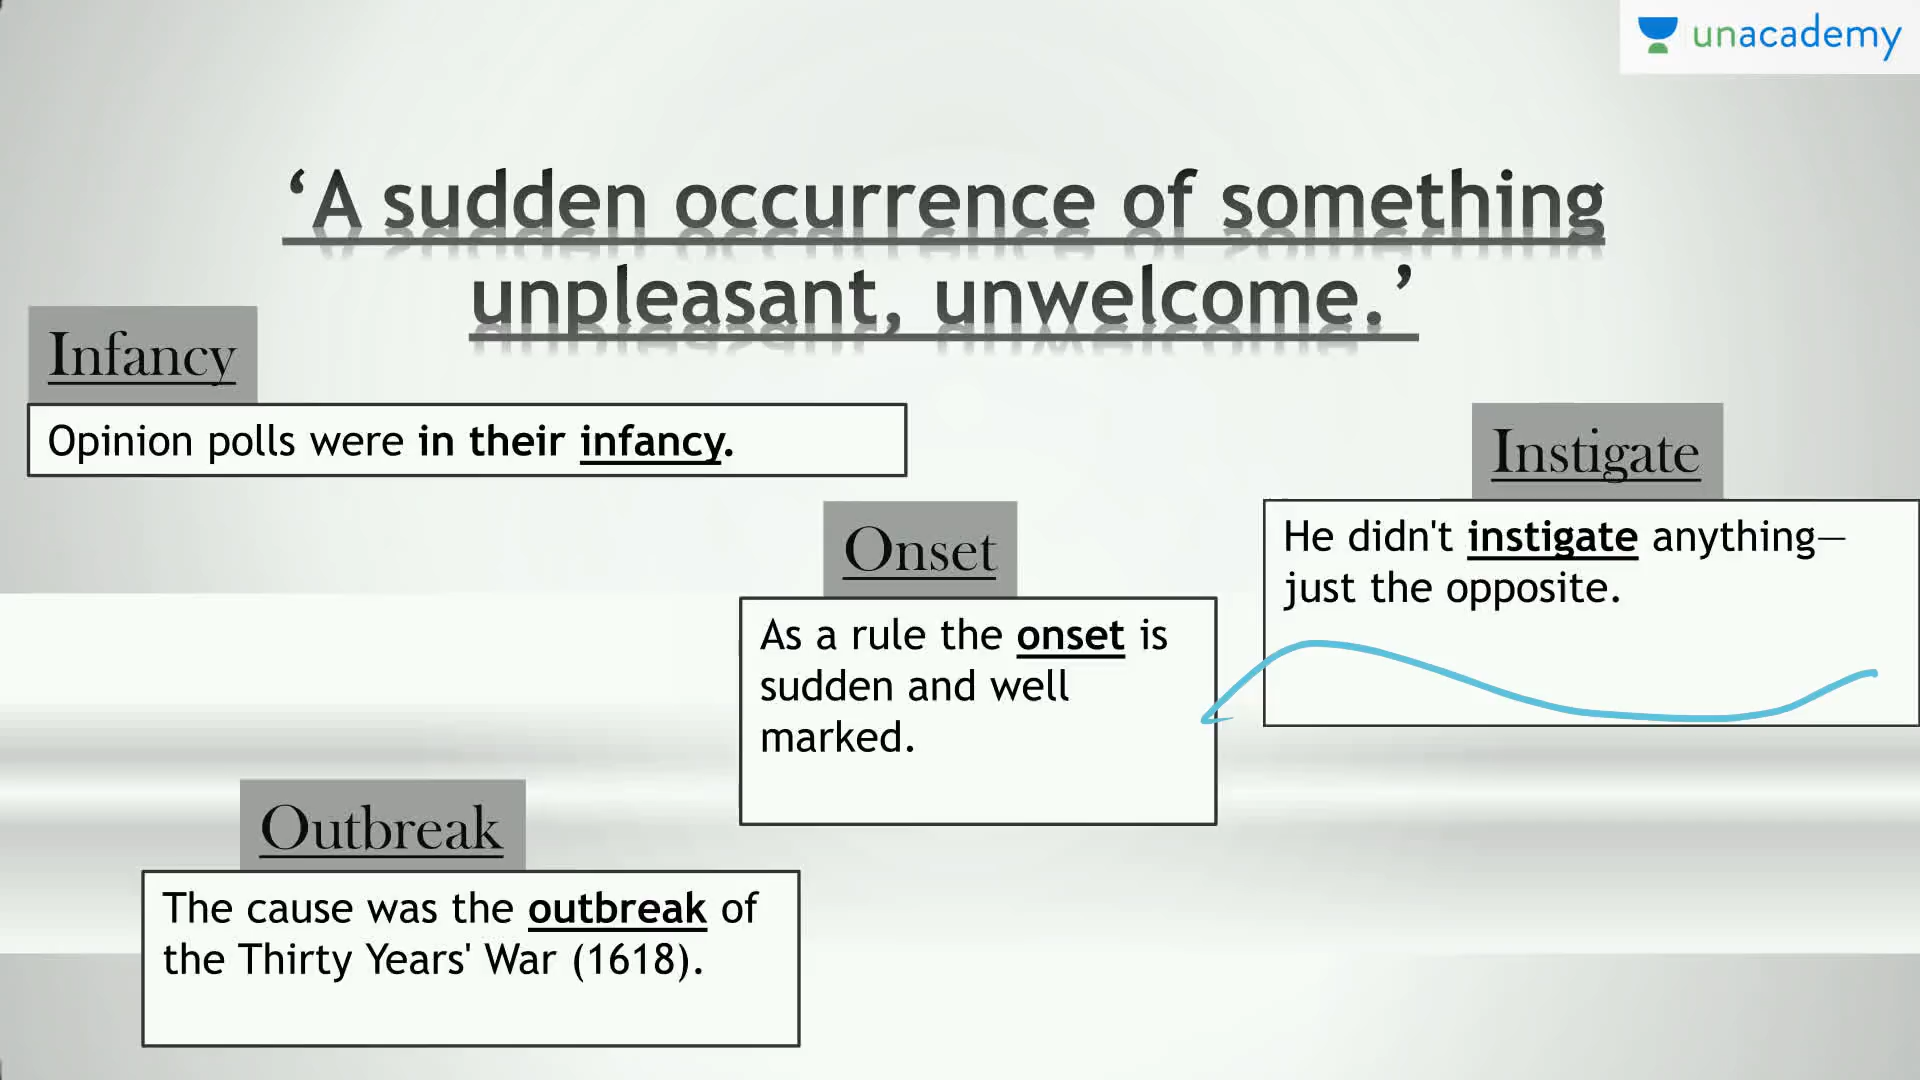 unacademy
‘A sudden occurrence of something
unpleasant, unwelcome.’
Infancy
Opinion polls were in their infancy.
Instigate
He didn't instigate anything—
just the opposite.
Onset
As a rule the onset is
sudden and well
marked.
Outbreak
The cause was the outbreak of
the Thirty Years' War (1618).